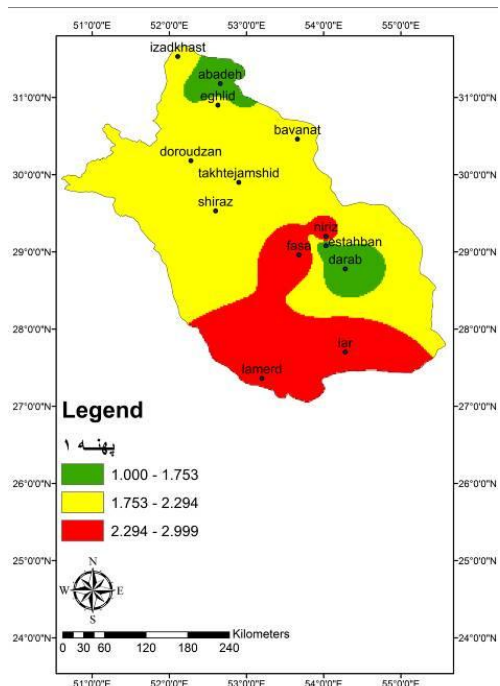 51°0'0"E 52°0'0"E 53°0'0"E 54°0'0"E 55°0'0"E
izadkhast
abadeh
31°0'0"N 31°0'0"N
eghlid
bavanat
doroudzan
30°0'0"N 30°0'0"N
takhtejamshid
shiraz
niriz
29°0'0"N estahban 29°0'0"N
fasa
darab
28°0'0"N 28°0'0"N
lar
lamerd
27°0'0"N 27°0'0"N
Legend
پهنه ۱
26°0'0"N 26°0'0"N
1.000 - 1.753
1.753 - 2.294
25°0'0"N 25°0'0"N
2.294 - 2.999
N
W E
S
24°0'0"N 24°0'0"N
Kilometers
0 30 60 120 180 240
51°0'0"E 52°0'0"E 53°0'0"E 54°0'0"E 55°0'0"E